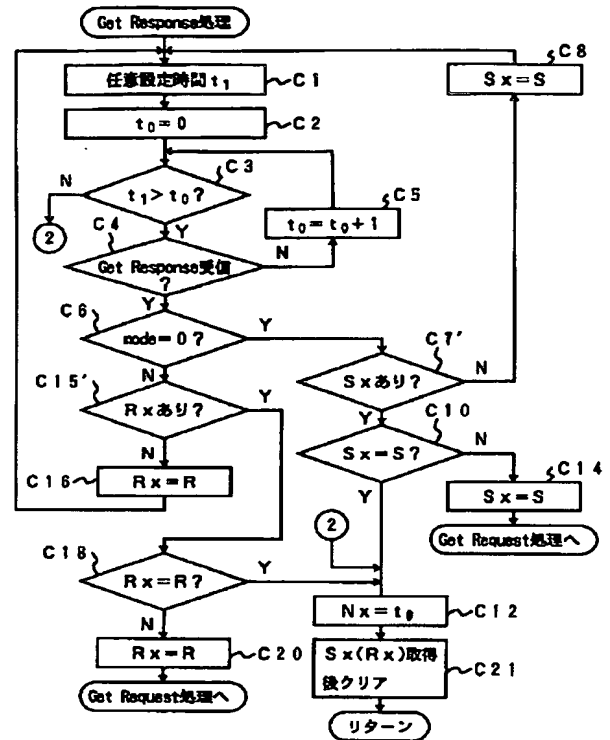 Get Response処理
C8
任意設定時間t₁
C1
Sx=S
t₀=0
C2
C3
N
t₁>t₀?
C5
②
Y
t₀=t₀+1
C4
Get Response受信
?
N
Y
C6
mode=0?
Y
C7'
N
C15'
Sxあり?
N
Rxあり?
Y
Y
C10
N
Sx=S?
N
C16
Rx=R
C14
Y
Sx=S
②
Get Request処理へ
C18
Rx=R?
Y
N
Nx=t₀
C12
Rx=R
C20
Sx(Rx)取得
後クリア
C21
Get Request処理へ
リターン